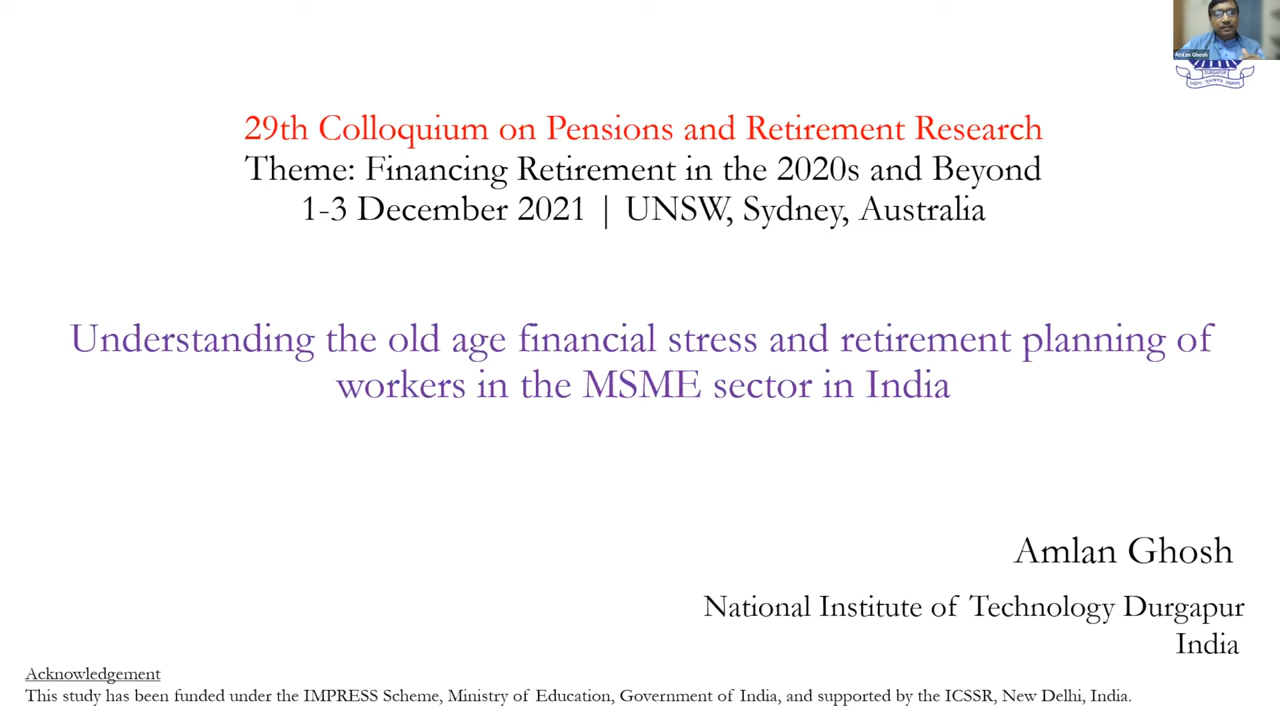 Amlan Ghosh
DURGAPUR
29th Colloquium on Pensions and Retirement Research
Theme: Financing Retirement in the 2020s and Beyond
1-3 December 2021 | UNSW, Sydney, Australia
Understanding the old age financial stress and retirement planning of
workers in the MSME sector in India
Amlan Ghosh
National Institute of Technology Durgapur
India
Acknowledgement
This study has been funded under the IMPRESS Scheme, Ministry of Education, Government of India, and supported by the ICSSR, New Delhi, India.